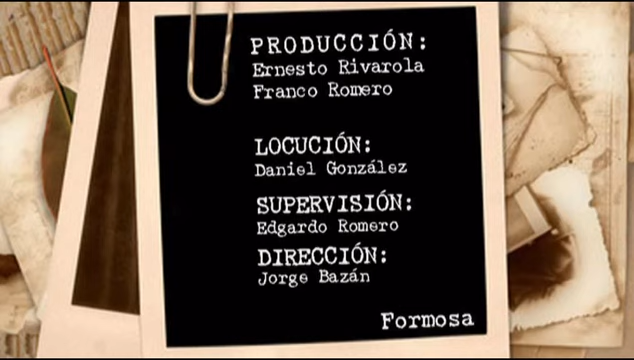 PRODUCCIÓN:
Ernesto Rivarola
Franco Romero
LOCUCIÓN:
Daniel González
SUPERVISIÓN:
Edgardo Romero
DIRECCIÓN:
Jorge Bazán
Formosa